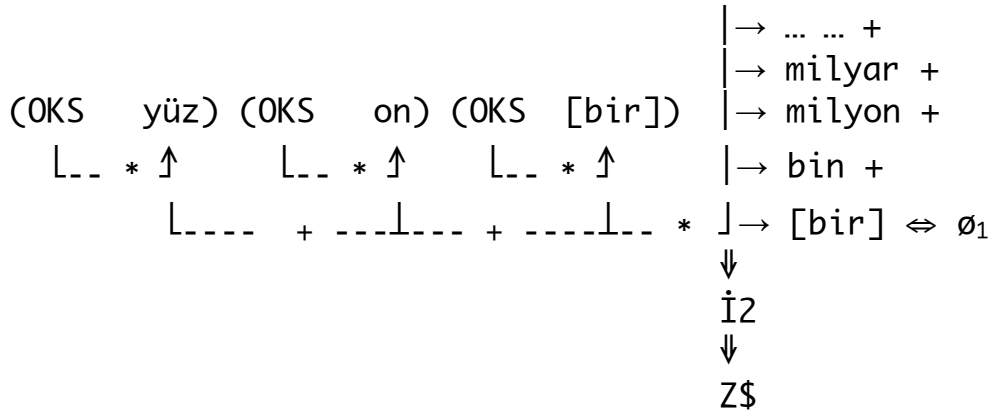 |→ … … +
|→ milyar +
(OKS yüz) (OKS on) (OKS [bir]) |→ milyon +
└-- * ⅃ └-- * ⅃ └-- * ⅃ |→ bin +
└---- + ---┴--- + ----┴-- * ┘→ [bir] ⇔ ø₁
⤋
İ2
⤋
Z$